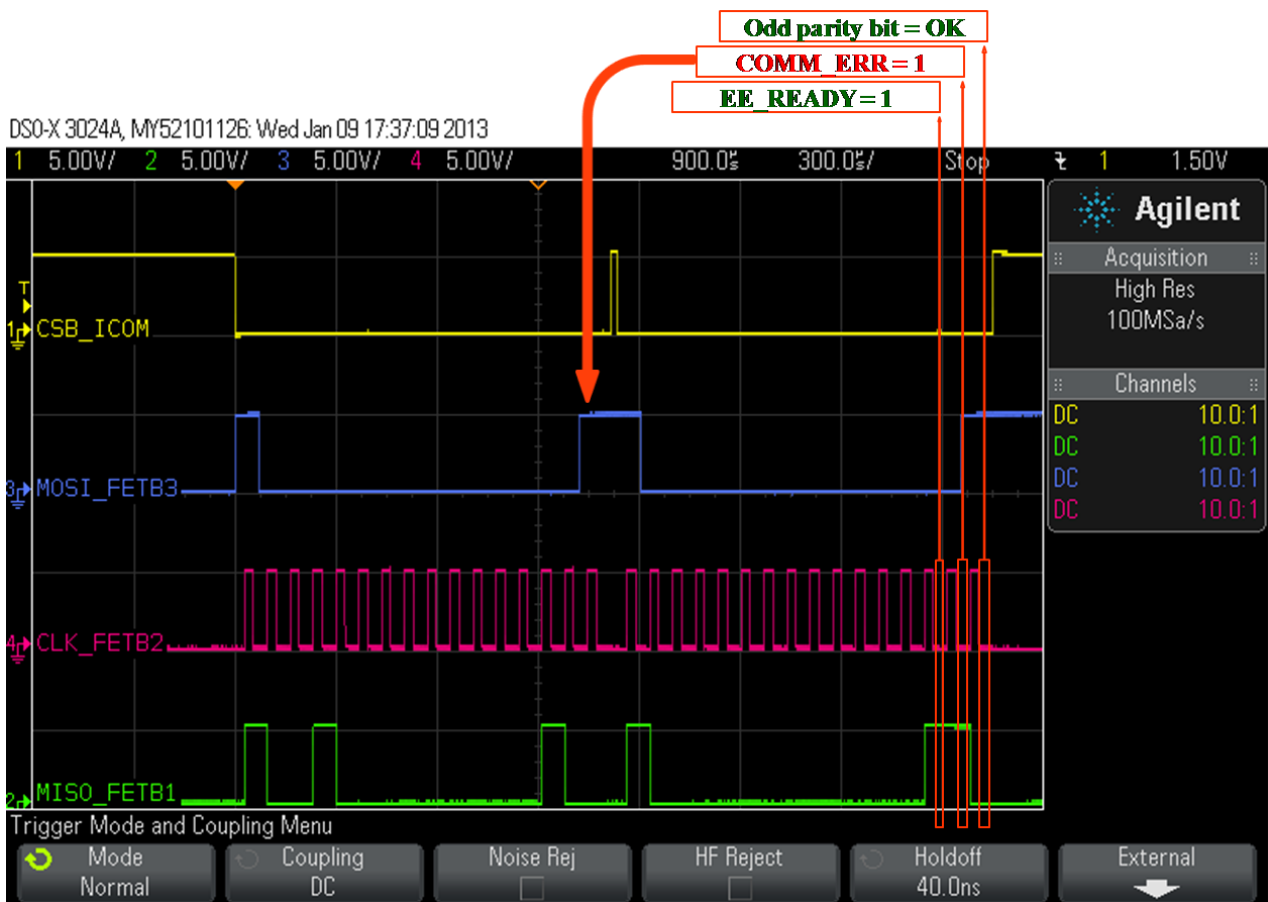 Odd parity bit = OK
COMM_ERR = 1
EE_READY = 1
DSO-X 3024A, MY52101126: Wed Jan 09 17:37:09 2013
1 5.00V/ 2 5.00V/ 3 5.00V/ 4 5.00V/ 900.0us 300.0us/ Stop 1 1.50V
Agilent
Acquisition
High Res
100MSa/s
Channels
DC 10.0:1
DC 10.0:1
DC 10.0:1
DC 10.0:1
T
1 CSB_ICOM
3 MOSI_FETB3
4 CLK_FETB2
2 MISO_FETB1
Trigger Mode and Coupling Menu
Mode
Normal
Coupling
DC
Noise Rej
HF Reject
Holdoff
40.0ns
External